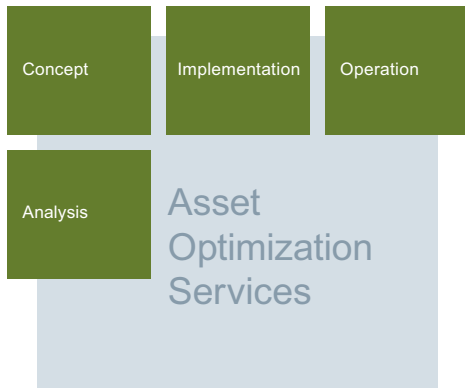 Concept
Implementation
Operation
Analysis
Asset
Optimization
Services